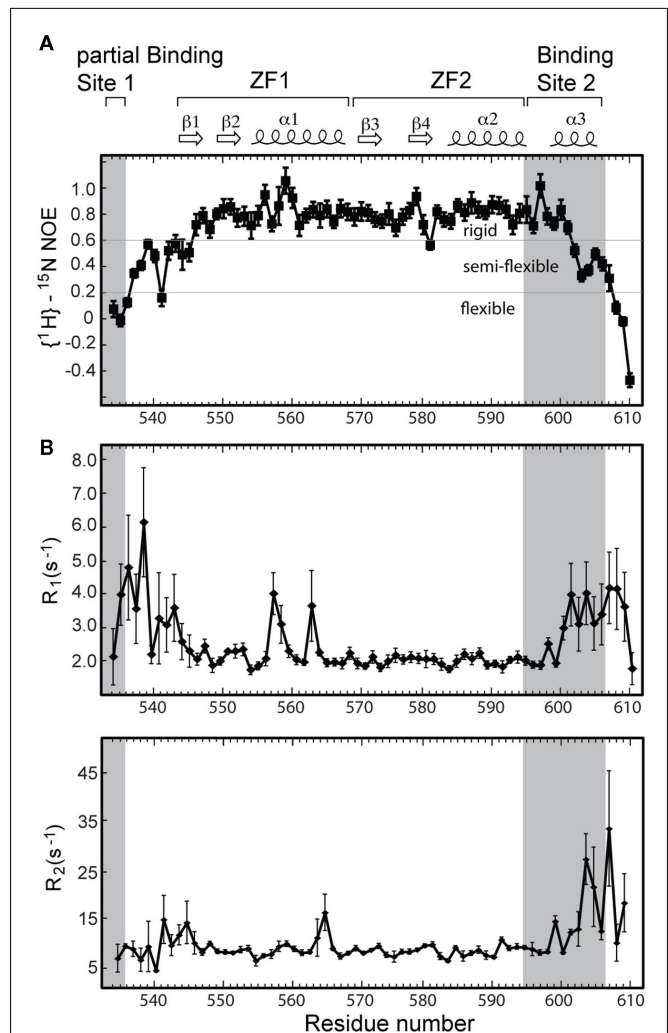 A
partial Binding
Site 1
ZF1
ZF2
Binding
Site 2
β1 β2 α1 β3 β4 α2 α3
{¹H} - ¹⁵N NOE
1.0
0.8
0.6
0.4
0.2
0
-0.4
rigid
semi-flexible
flexible
540 550 560 570 580 590 600 610
B
R₁(s⁻¹)
8.0
7.0
6.0
5.0
4.0
3.0
2.0
540 550 560 570 580 590 600 610
R₂(s⁻¹)
45
35
25
15
5
540 550 560 570 580 590 600 610
Residue number